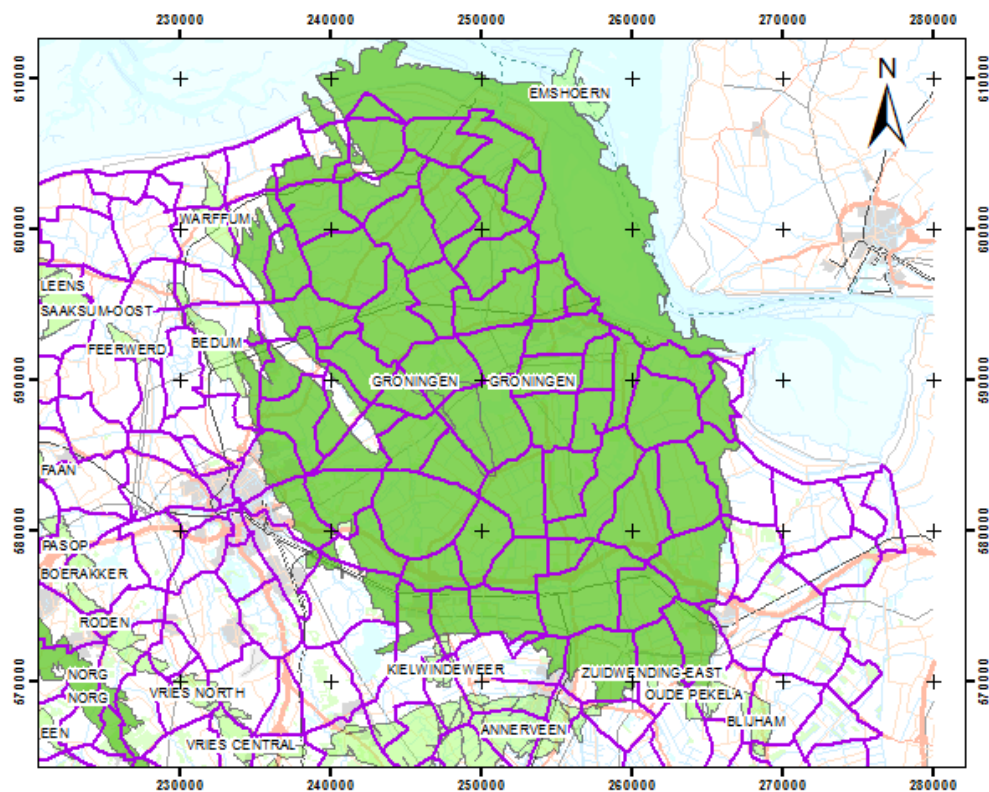 230000 240000 250000 260000 270000 280000
610000 610000
EMSHOERN
N
WARFFUM
600000 600000
LEENS
SAAKSUM-OOST
FEERWERD
BEDUM
590000 GRONINGEN GRONINGEN 590000
FAAN
580000 580000
PASOP
BOERAKKER
RODEN
NORG
KIELWINDEWEER
ZUIDWENDING-EAST
570000 570000
NORG
VRIES NORTH
OUDE PEKELA
EEN
ANNERVEEN
BLIJHAM
VRIES CENTRAL
230000 240000 250000 260000 270000 280000